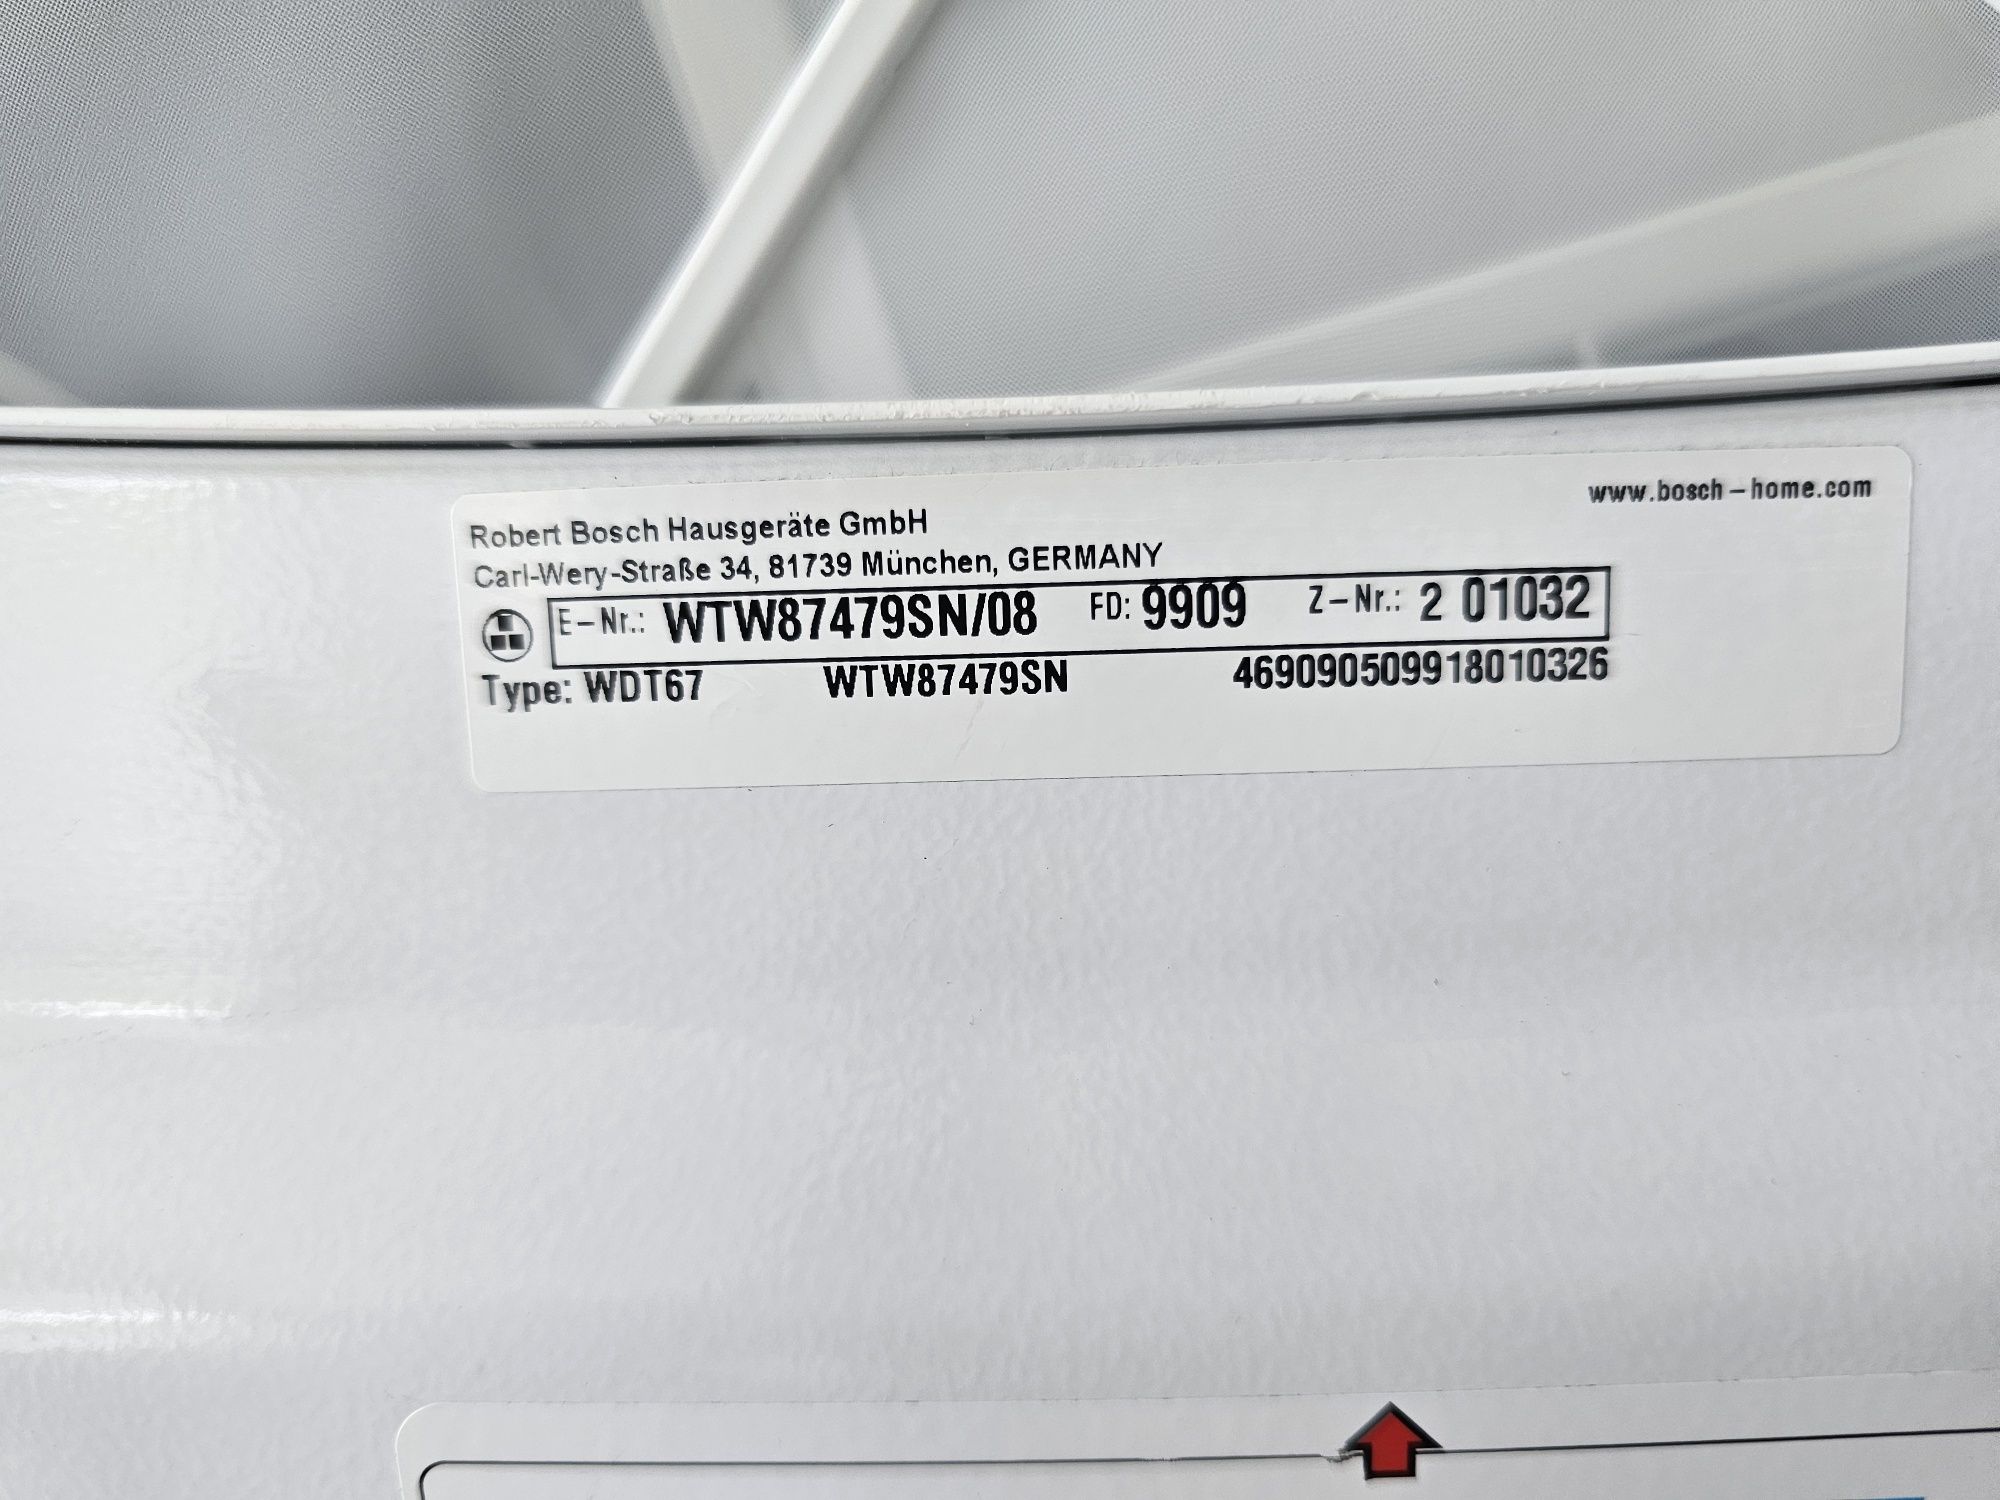 www.bosch-home.com
Robert Bosch Hausgeräte GmbH
Carl-Wery-Straße 34, 81739 München, GERMANY
E-Nr.: WTW87479SN/08 FD: 9909 Z-Nr.: 2 01032
Type: WDT67 WTW87479SN 469090509918010326